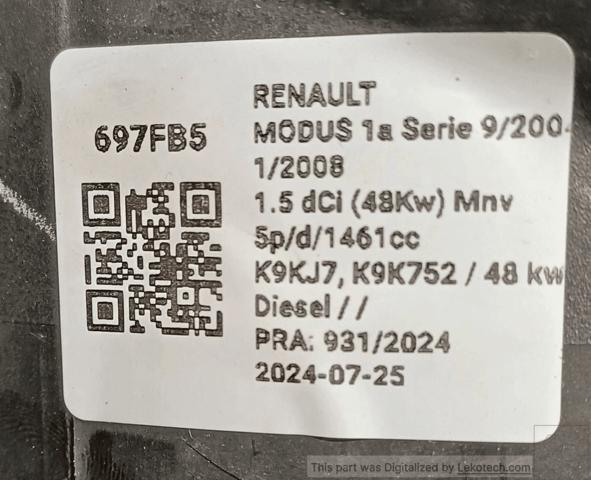 697FB5
RENAULT
MODUS 1a Serie 9/200
1/2008
1.5 dCi (48Kw) Mnv
5p/d/1461cc
K9KJ7, K9K752 / 48 kw
Diesel //
PRA: 931/2024
2024-07-25
This part was Digitalized by Lekotech.com